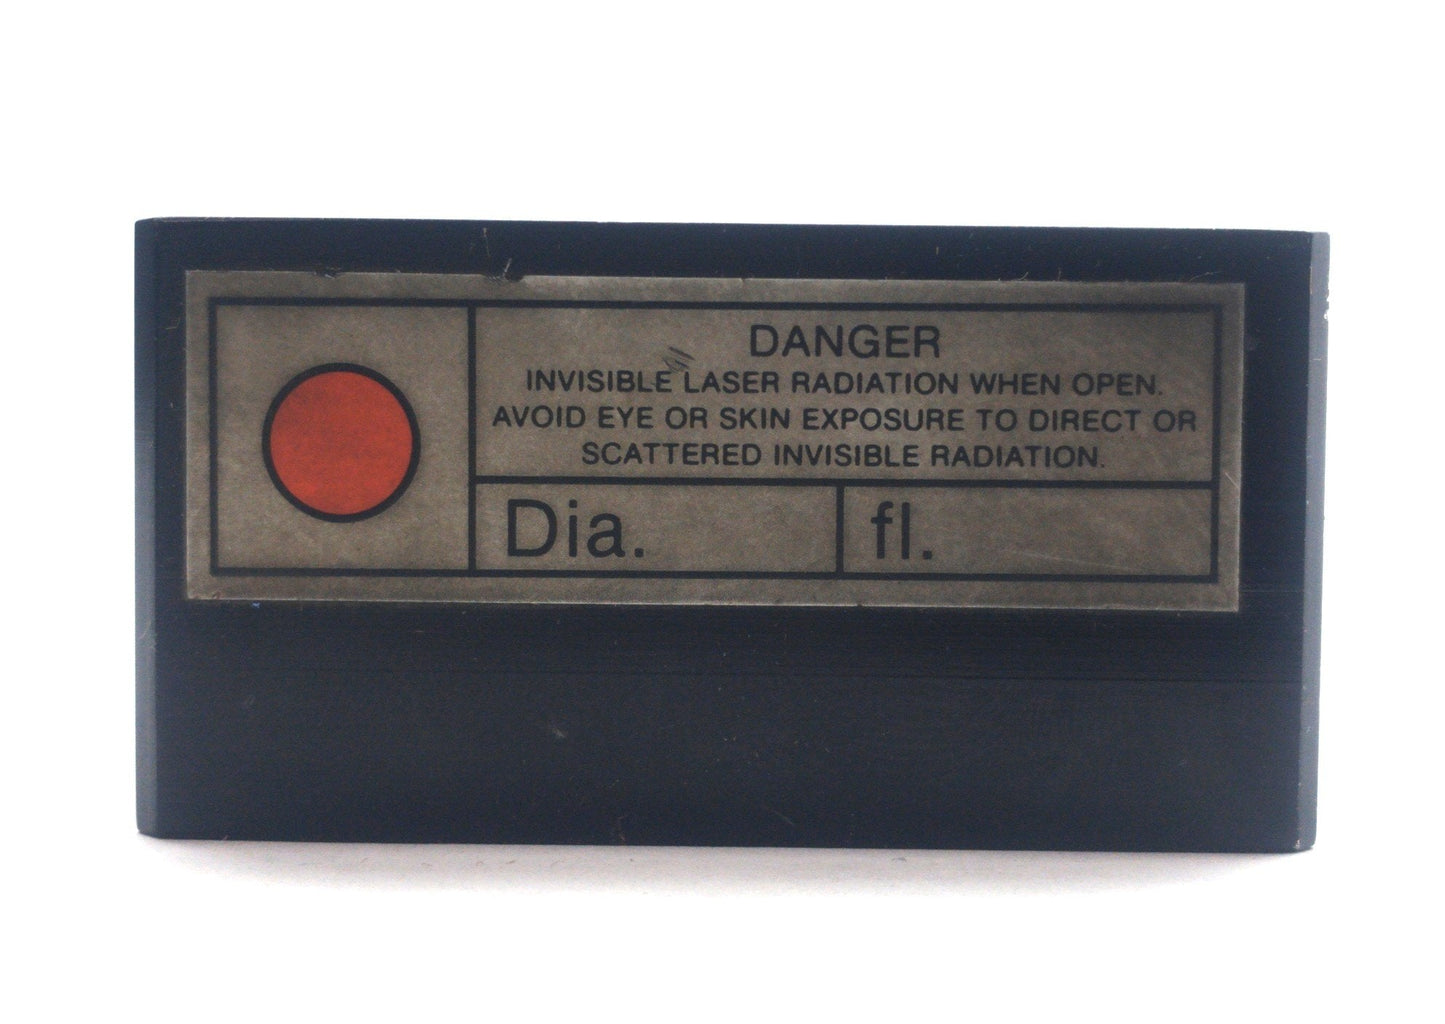 DANGER
INVISIBLE LASER RADIATION WHEN OPEN.
AVOID EYE OR SKIN EXPOSURE TO DIRECT OR
SCATTERED INVISIBLE RADIATION.
Dia. fl.